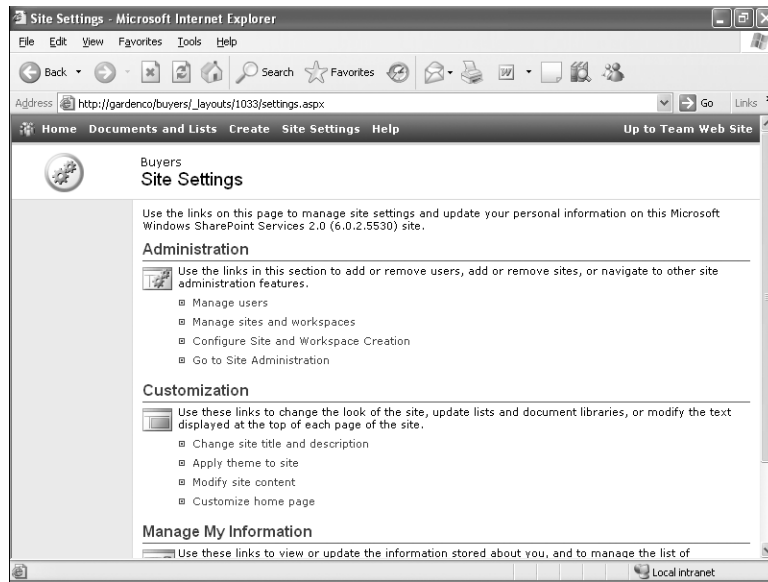 Site Settings - Microsoft Internet Explorer
File Edit View Favorites Tools Help
Back Search Favorites
Address http://gardenco/buyers/_layouts/1033/settings.aspx Go Links
Home Documents and Lists Create Site Settings Help Up to Team Web Site
Buyers
Site Settings
Use the links on this page to manage site settings and update your personal information on this Microsoft
Windows SharePoint Services 2.0 (6.0.2.5530) site.
Administration
Use the links in this section to add or remove users, add or remove sites, or navigate to other site
administration features.
Manage users
Manage sites and workspaces
Configure Site and Workspace Creation
Go to Site Administration
Customization
Use these links to change the look of the site, update lists and document libraries, or modify the text
displayed at the top of each page of the site.
Change site title and description
Apply theme to site
Modify site content
Customize home page
Manage My Information
Use these links to view or update the information stored about you, and to manage the list of
Local intranet